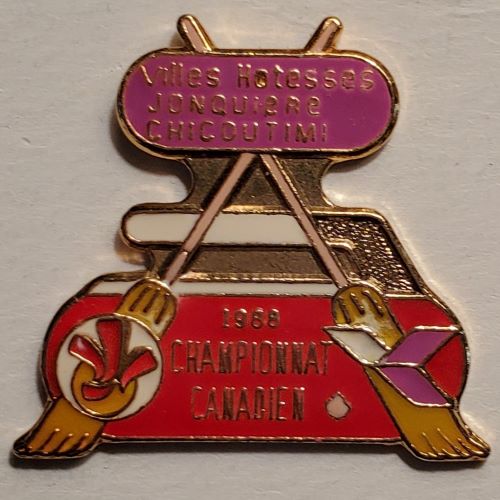 Villes Hotesses
JONQUIERE
CHICOUTIMI
1988
CHAMPIONNAT
CANADIEN